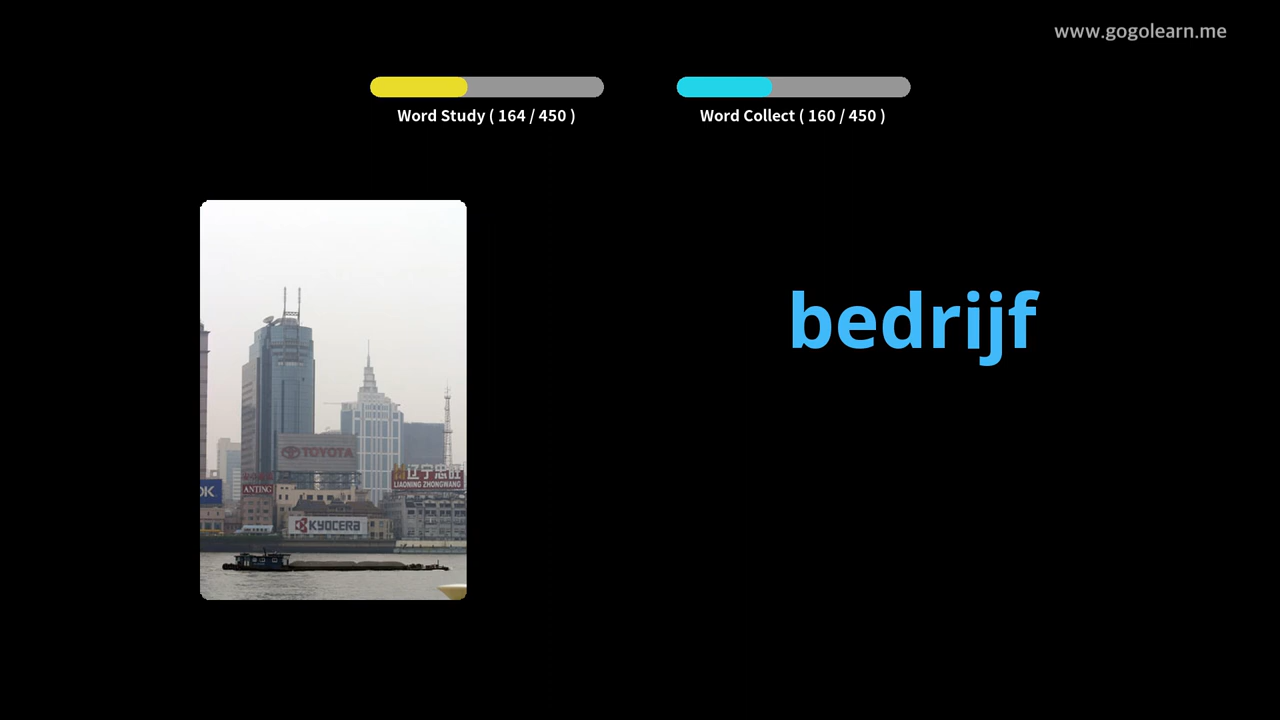 www.gogolearn.me
Word Study ( 164 / 450 )
Word Collect ( 160 / 450 )
bedrijf
TOYOTA
辽宁忠旺
LIAONING ZHONGWANG
ANTING
KYOCERA